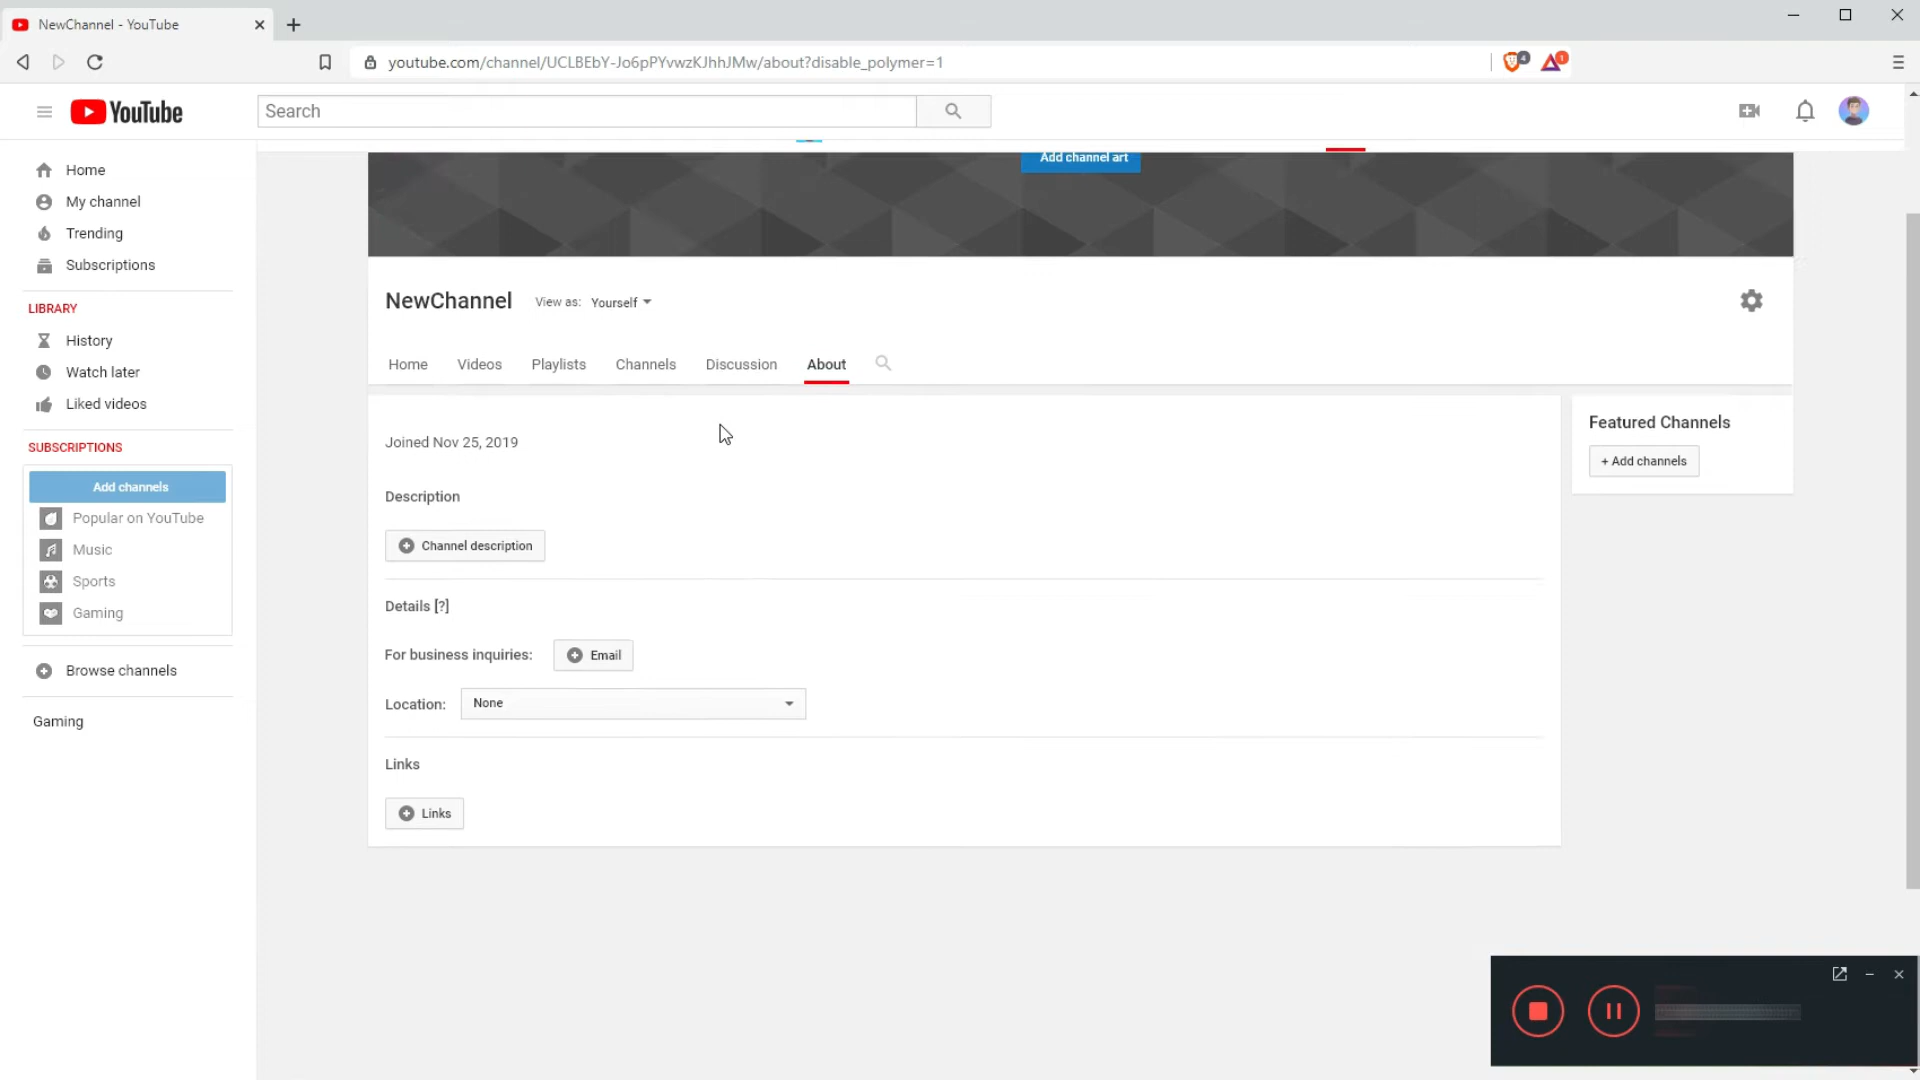 NewChannel - YouTube
youtube.com/channel/UCLBEbY-Jo6pPYvwzKJhhJMw/about?disable_polymer=1
4
1
YouTube
Search
Home
My channel
Trending
Subscriptions
LIBRARY
History
Watch later
Liked videos
SUBSCRIPTIONS
Add channels
Popular on YouTube
Music
Sports
Gaming
Browse channels
Gaming
Add channel art
NewChannel View as: Yourself
Home Videos Playlists Channels Discussion About
Joined Nov 25, 2019
Description
Channel description
Details [?]
For business inquiries: Email
Location: None
Links
Links
Featured Channels
+ Add channels